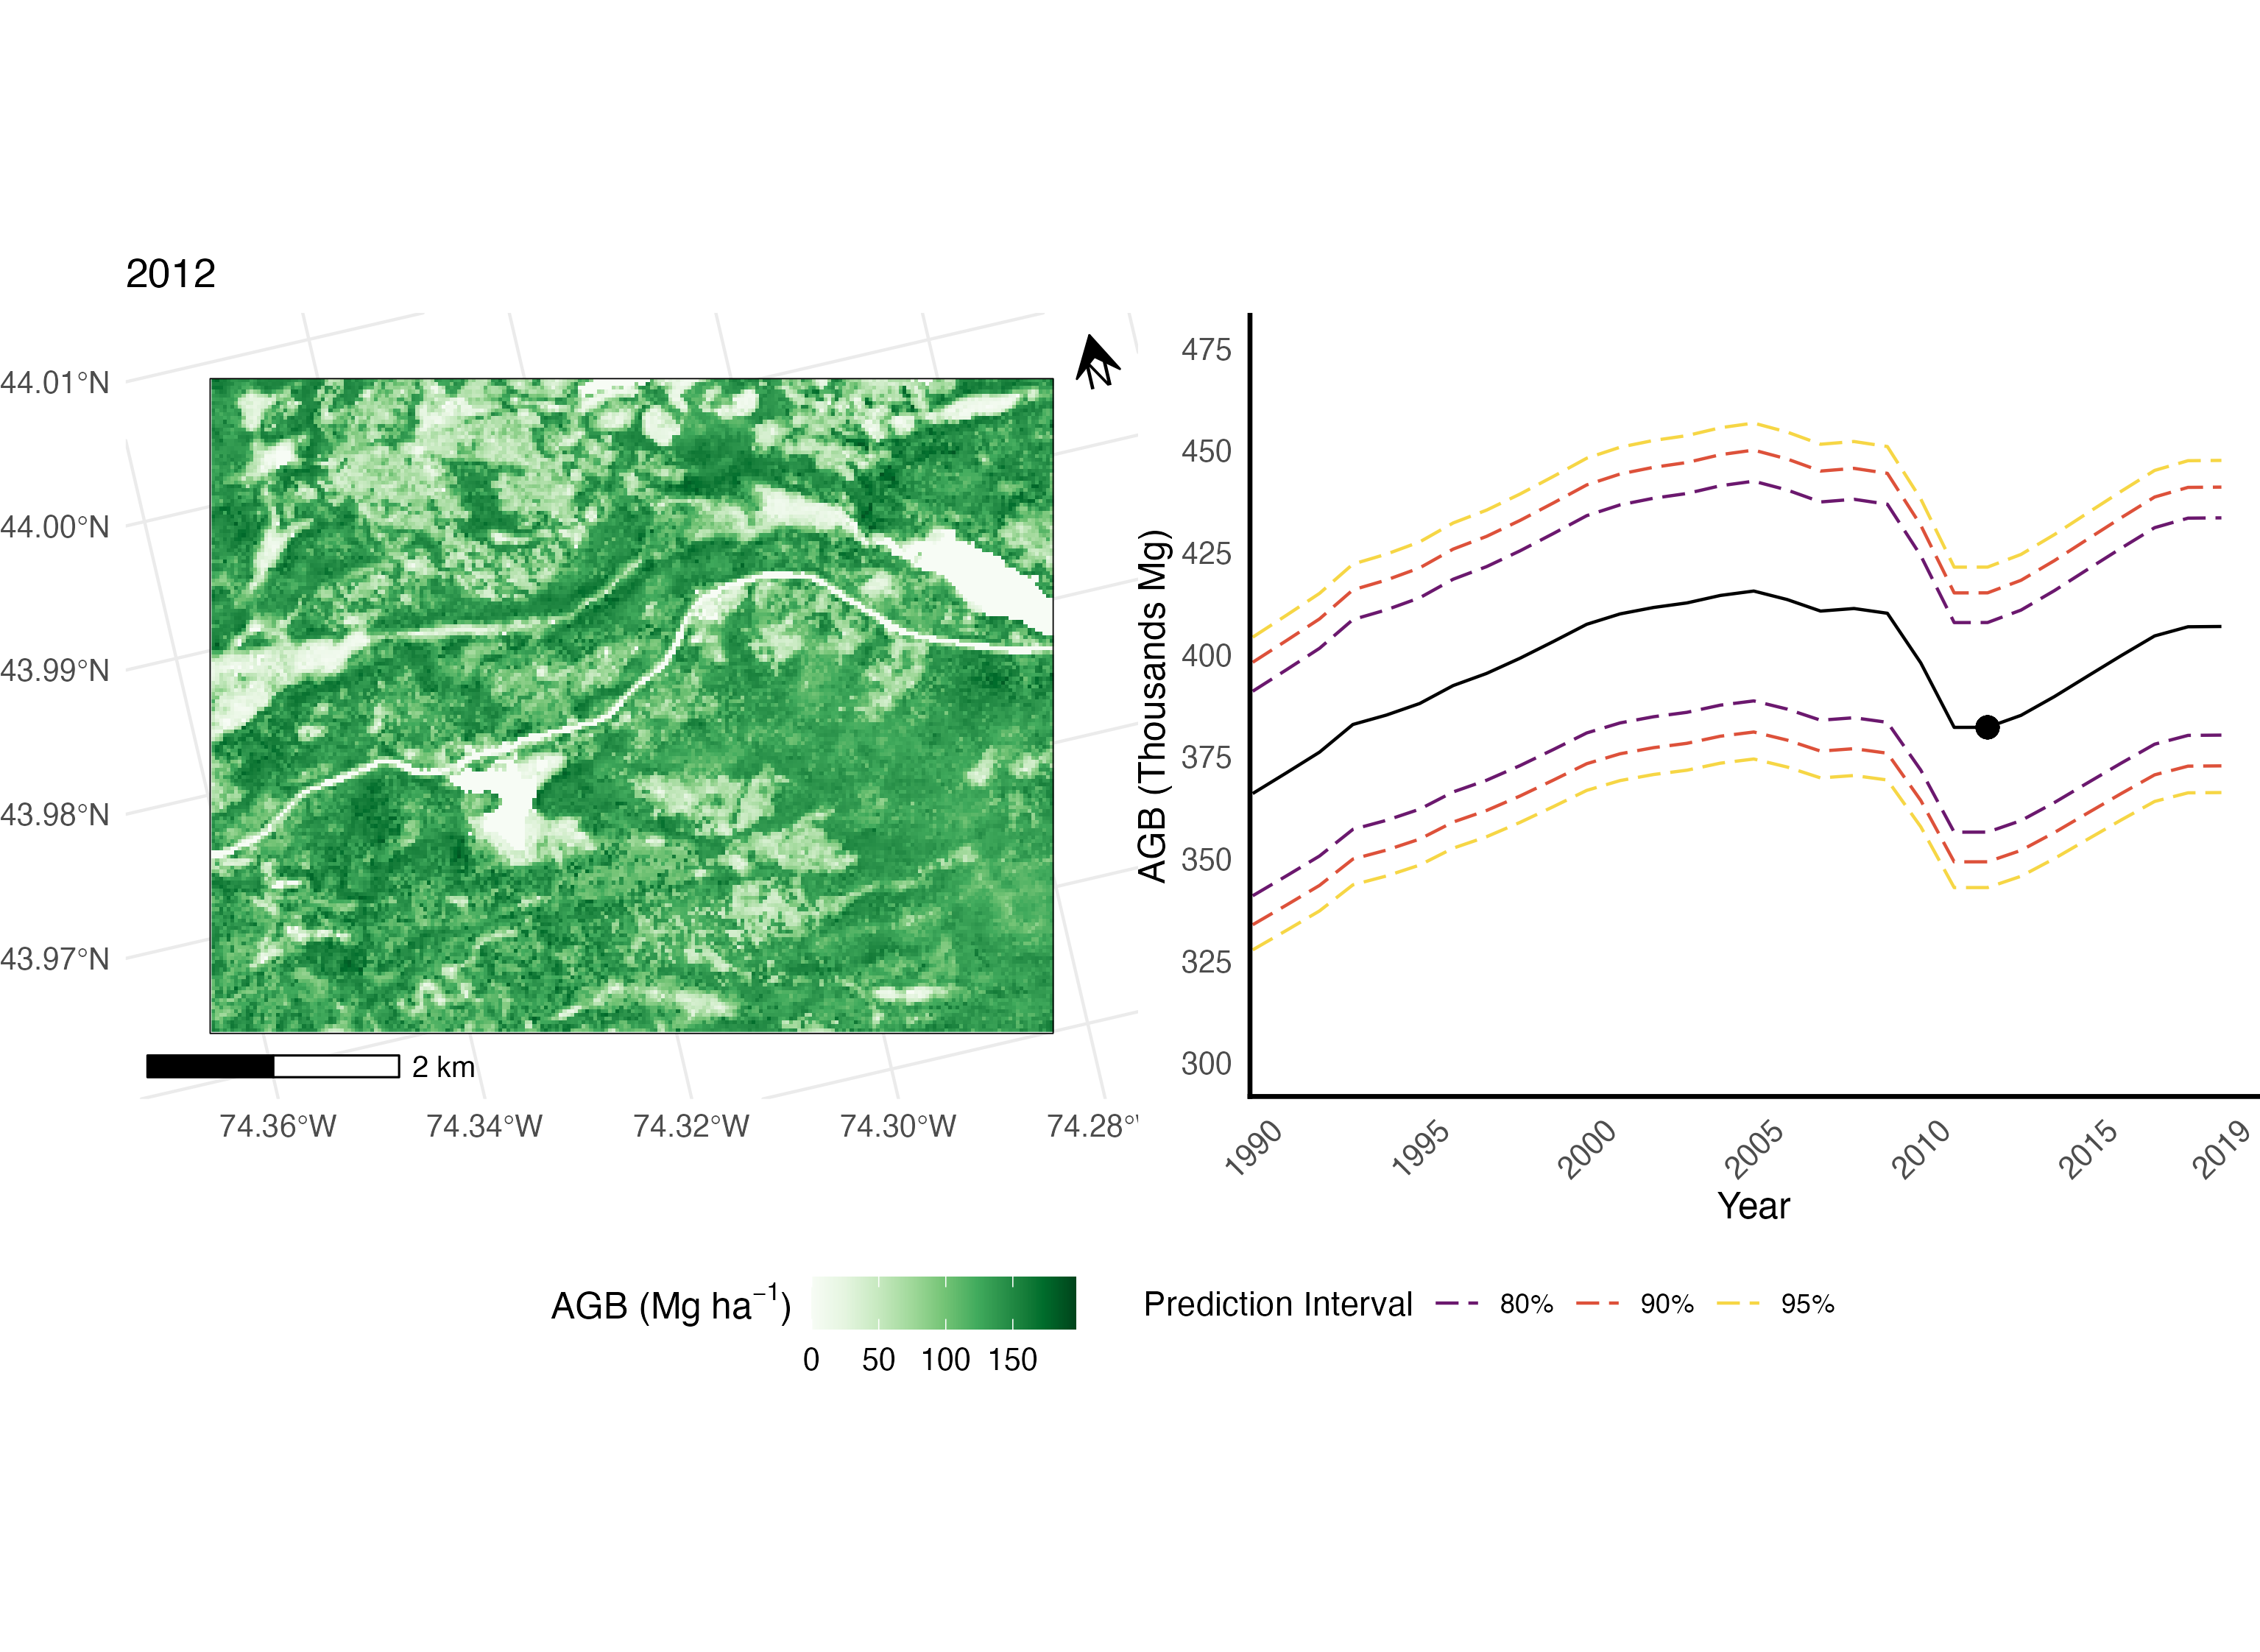 2012
44.01°N
44.00°N
43.99°N
43.98°N
43.97°N
N
2 km
74.36°W
74.34°W
74.32°W
74.30°W
74.28°
AGB (Thousands Mg)
475
450
425
400
375
350
325
300
1990
1995
2000
2005
2010
2015
2019
Year
AGB (Mg ha⁻¹)
0 50 100 150
Prediction Interval 80% 90% 95%